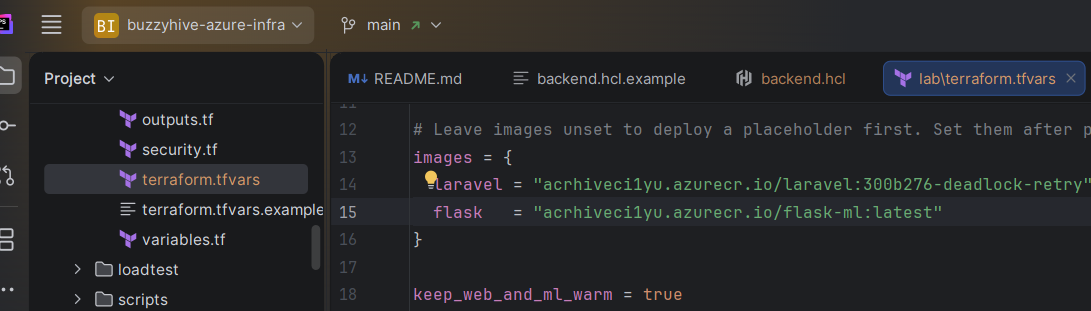 BI buzzyhive-azure-infra main
Project
README.md backend.hcl.example backend.hcl lab\terraform.tfvars
outputs.tf
security.tf
terraform.tfvars
terraform.tfvars.example
variables.tf
loadtest
scripts
11
12 # Leave images unset to deploy a placeholder first. Set them after p
13 images = {
14 laravel = "acrhiveci1yu.azurecr.io/laravel:300b276-deadlock-retry"
15 flask = "acrhiveci1yu.azurecr.io/flask-ml:latest"
16 }
17
18 keep_web_and_ml_warm = true